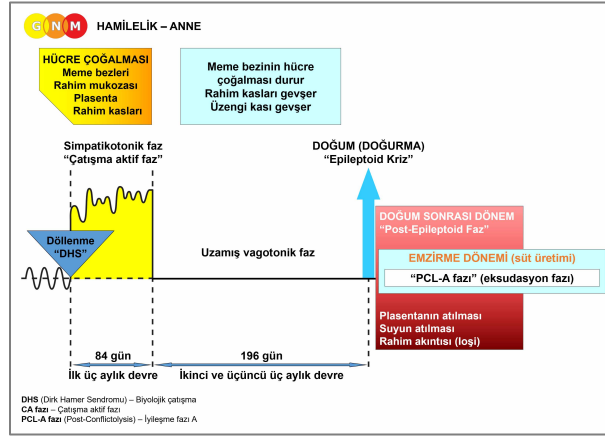 GNM HAMİLELİK – ANNE
HÜCRE ÇOĞALMASI
Meme bezleri
Rahim mukozası
Plasenta
Rahim kasları
Meme bezinin hücre
çoğalması durur
Rahim kasları gevşer
Üzengi kası gevşer
Simpatikotonik faz
“Çatışma aktif faz”
DOĞUM (DOĞURMA)
“Epileptoid Kriz”
Döllenme
“DHS”
Uzamış vagotonik faz
DOĞUM SONRASI DÖNEM
“Post-Epileptoid Faz”
EMZİRME DÖNEMİ (süt üretimi)
“PCL-A fazı” (eksudasyon fazı)
Plasentanın atılması
Suyun atılması
Rahim akıntısı (loşi)
84 gün
196 gün
İlk üç aylık devre
İkinci ve üçüncü üç aylık devre
DHS (Dirk Hamer Sendromu) – Biyolojik çatışma
CA fazı – Çatışma aktif fazı
PCL-A fazı (Post-Conflictolysis) – İyileşme fazı A